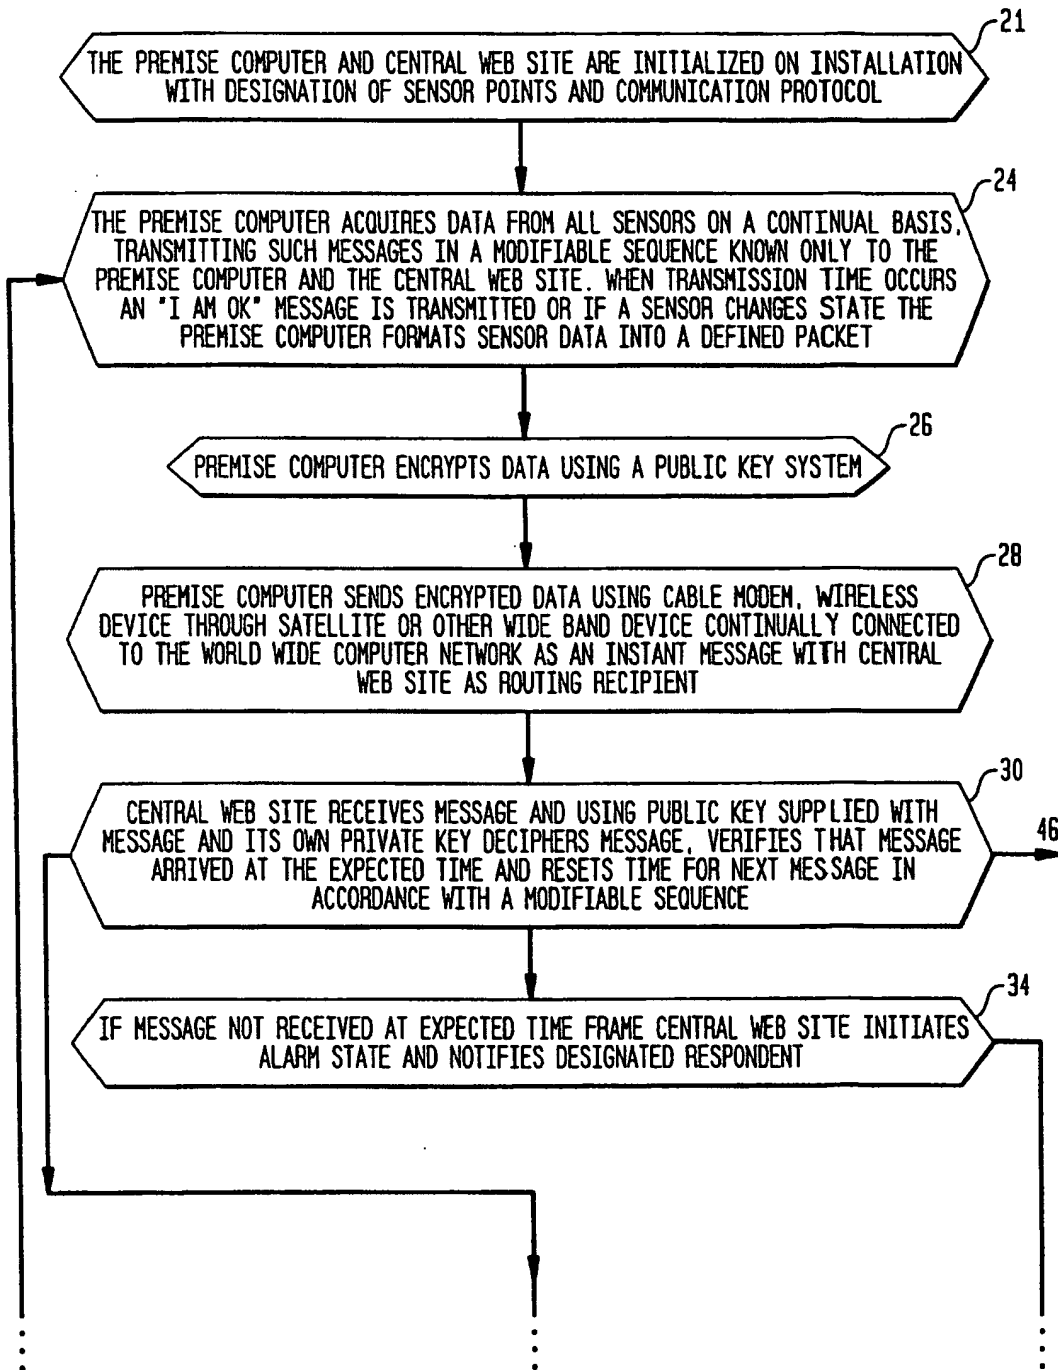 21
THE PREMISE COMPUTER AND CENTRAL WEB SITE ARE INITIALIZED ON INSTALLATION
WITH DESIGNATION OF SENSOR POINTS AND COMMUNICATION PROTOCOL
24
THE PREMISE COMPUTER ACQUIRES DATA FROM ALL SENSORS ON A CONTINUAL BASIS,
TRANSMITTING SUCH MESSAGES IN A MODIFIABLE SEQUENCE KNOWN ONLY TO THE
PREMISE COMPUTER AND THE CENTRAL WEB SITE. WHEN TRANSMISSION TIME OCCURS
AN "I AM OK" MESSAGE IS TRANSMITTED OR IF A SENSOR CHANGES STATE THE
PREMISE COMPUTER FORMATS SENSOR DATA INTO A DEFINED PACKET
26
PREMISE COMPUTER ENCRYPTS DATA USING A PUBLIC KEY SYSTEM
28
PREMISE COMPUTER SENDS ENCRYPTED DATA USING CABLE MODEM, WIRELESS
DEVICE THROUGH SATELLITE OR OTHER WIDE BAND DEVICE CONTINUALLY CONNECTED
TO THE WORLD WIDE COMPUTER NETWORK AS AN INSTANT MESSAGE WITH CENTRAL
WEB SITE AS ROUTING RECIPIENT
30
CENTRAL WEB SITE RECEIVES MESSAGE AND USING PUBLIC KEY SUPPLIED WITH
MESSAGE AND ITS OWN PRIVATE KEY DECIPHERS MESSAGE, VERIFIES THAT MESSAGE
ARRIVED AT THE EXPECTED TIME AND RESETS TIME FOR NEXT MESSAGE IN
ACCORDANCE WITH A MODIFIABLE SEQUENCE
46
34
IF MESSAGE NOT RECEIVED AT EXPECTED TIME FRAME CENTRAL WEB SITE INITIATES
ALARM STATE AND NOTIFIES DESIGNATED RESPONDENT